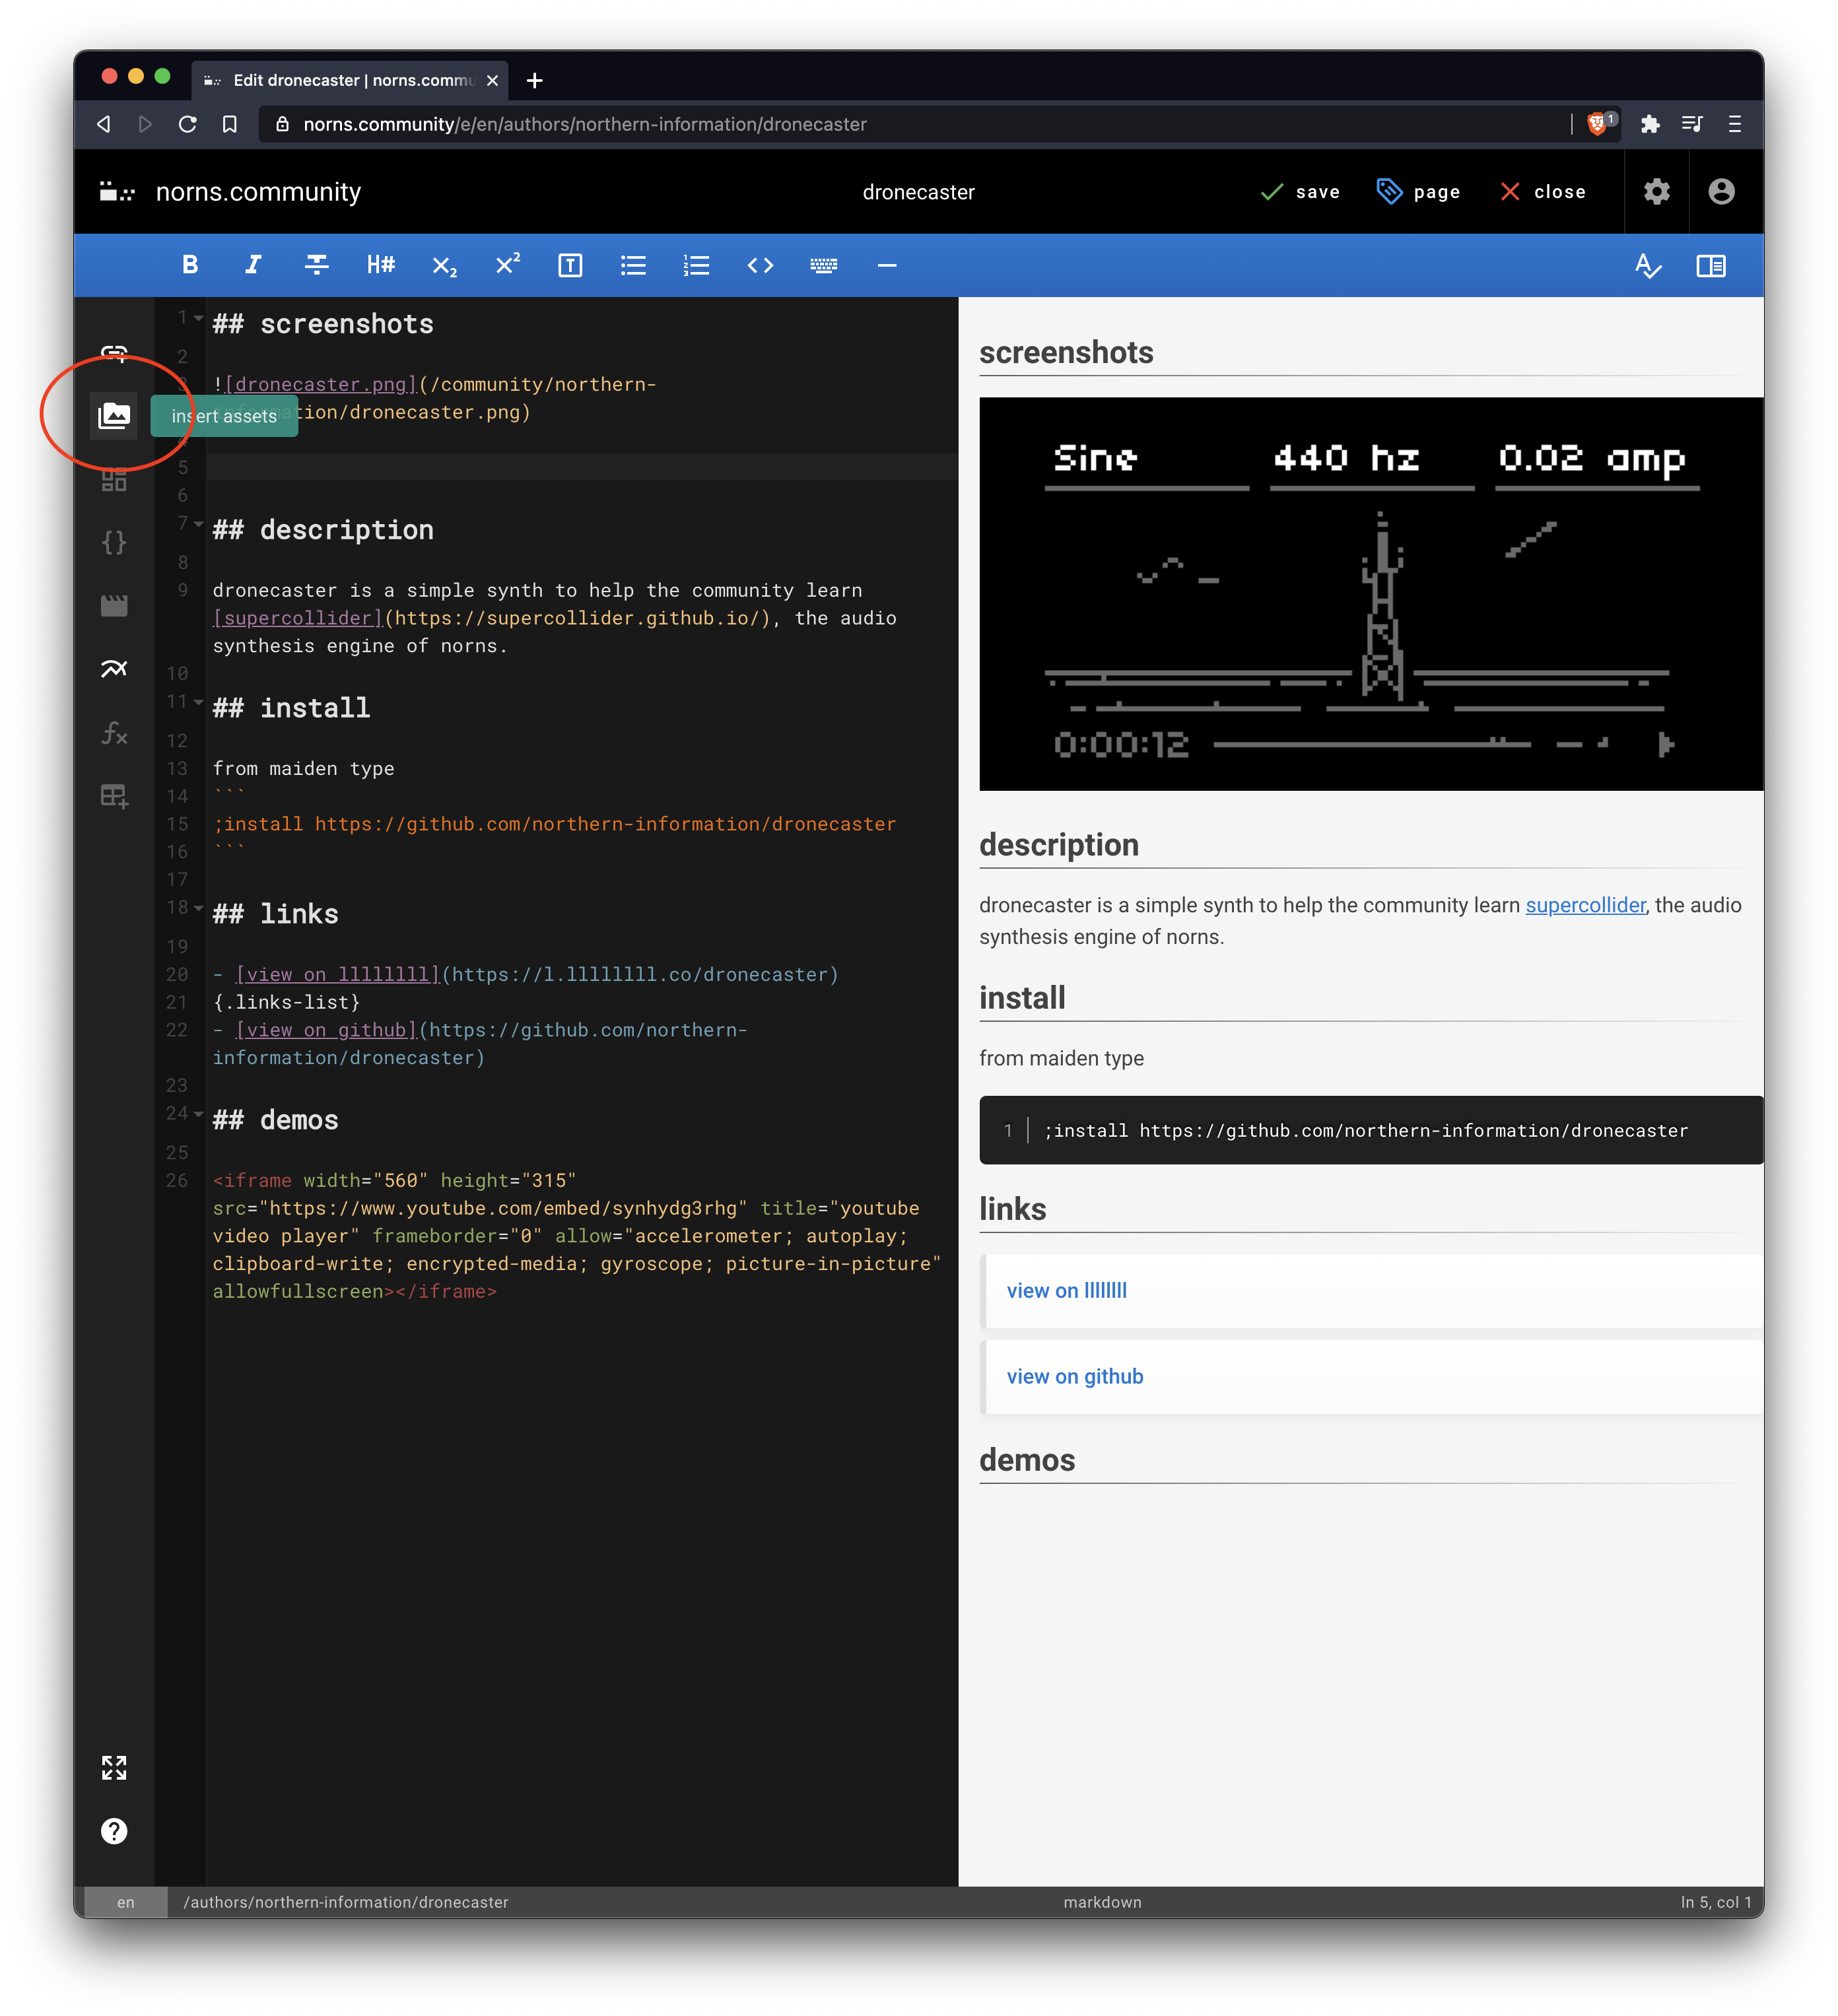 Edit dronecaster | norns.commu
norns.community/e/en/authors/northern-information/dronecaster
1
norns.community
dronecaster
save
page
close
B I T H# X2 X2 T
1 ## screenshots
2
3 ![dronecaster.png](/community/northern-
information/dronecaster.png)
insert assets
4
5
6
7 ## description
8
9 dronecaster is a simple synth to help the community learn
[supercollider](https://supercollider.github.io/), the audio
synthesis engine of norns.
10
11 ## install
12
13 from maiden type
14 ```
15 ;install https://github.com/northern-information/dronecaster
16 ```
17
18 ## links
19
20 - [view on llllllll](https://l.llllllll.co/dronecaster)
21 {.links-list}
22 - [view on github](https://github.com/northern-
information/dronecaster)
23
24 ## demos
25
26 <iframe width="560" height="315"
src="https://www.youtube.com/embed/synhydg3rhg" title="youtube
video player" frameborder="0" allow="accelerometer; autoplay;
clipboard-write; encrypted-media; gyroscope; picture-in-picture"
allowfullscreen></iframe>
screenshots
Sine 440 hz 0.02 amp
0:00:12
description
dronecaster is a simple synth to help the community learn supercollider, the audio
synthesis engine of norns.
install
from maiden type
1 ;install https://github.com/northern-information/dronecaster
links
view on llllllll
view on github
demos
en
/authors/northern-information/dronecaster
markdown
ln 5, col 1